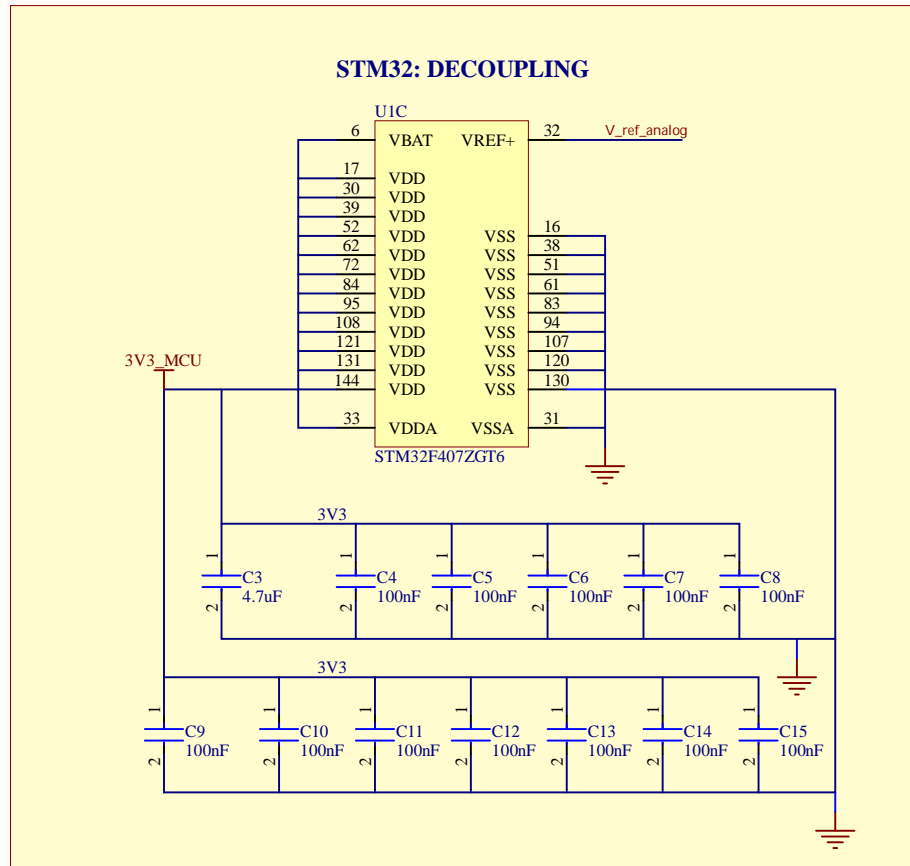 STM32: DECOUPLING
U1C
6 VBAT VREF+ 32 V_ref_analog
17 VDD
30 VDD
39 VDD
52 VDD VSS 16
62 VDD VSS 38
72 VDD VSS 51
84 VDD VSS 61
95 VDD VSS 83
108 VDD VSS 94
121 VDD VSS 107
131 VDD VSS 120
3V3_MCU
144 VDD VSS 130
33 VDDA VSSA 31
STM32F407ZGT6
3V3
1 1 1 1 1 1
C3 C4 C5 C6 C7 C8
4.7uF 100nF 100nF 100nF 100nF 100nF
2 2 2 2 2 2
3V3
1 1 1 1 1 1 1
C9 C10 C11 C12 C13 C14 C15
100nF 100nF 100nF 100nF 100nF 100nF 100nF
2 2 2 2 2 2 2